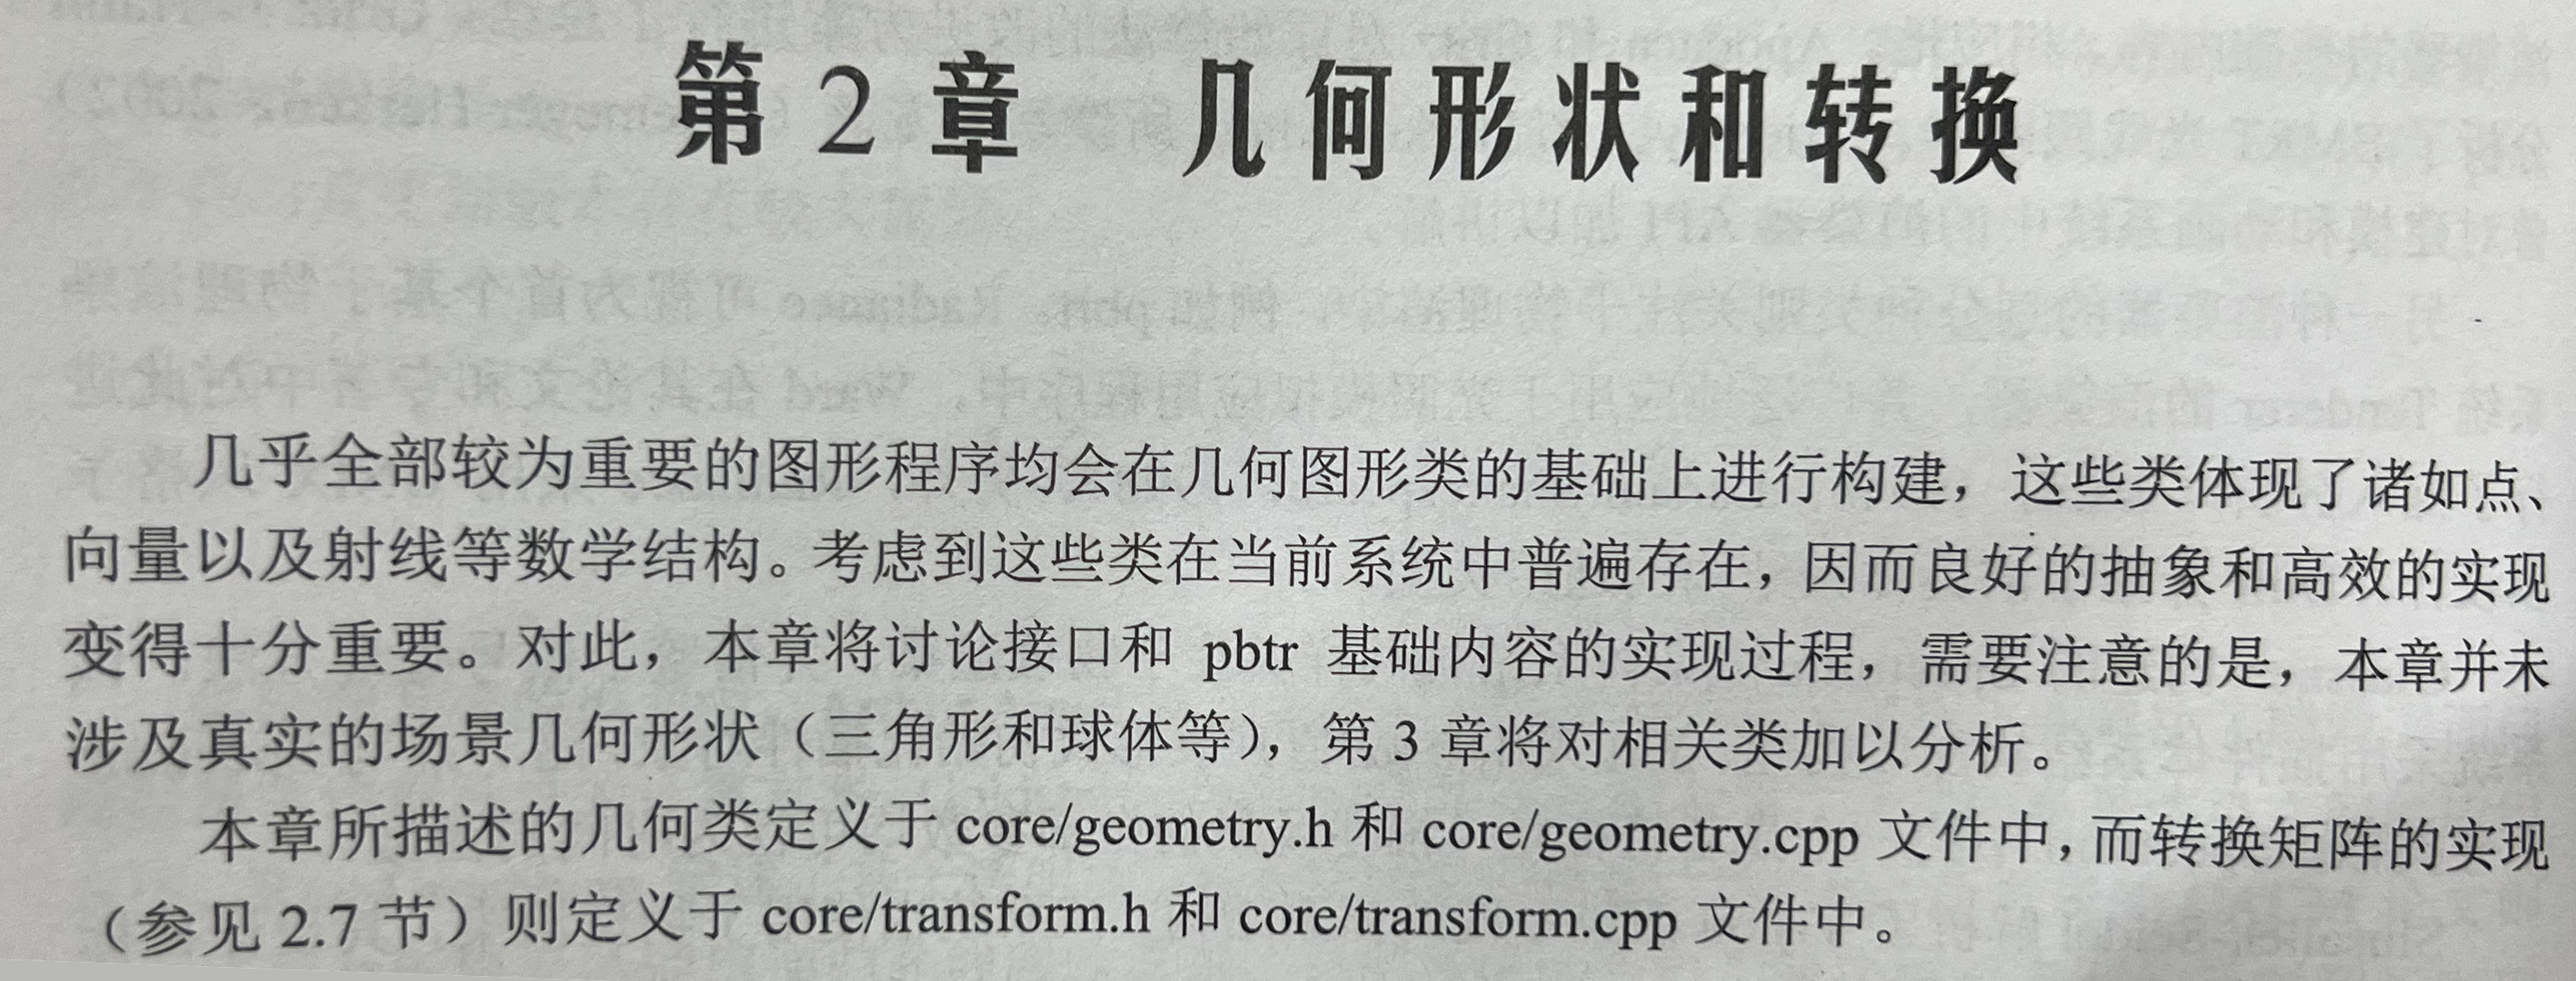 第2章 几何形状和转换
几乎全部较为重要的图形程序均会在几何图形类的基础上进行构建，这些类体现了诸如点、
向量以及射线等数学结构。考虑到这些类在当前系统中普遍存在，因而良好的抽象和高效的实现
变得十分重要。对此，本章将讨论接口和 pbtr 基础内容的实现过程，需要注意的是，本章并未
涉及真实的场景几何形状（三角形和球体等），第 3 章将对相关类加以分析。
本章所描述的几何类定义于 core/geometry.h 和 core/geometry.cpp 文件中，而转换矩阵的实现
（参见 2.7 节）则定义于 core/transform.h 和 core/transform.cpp 文件中。